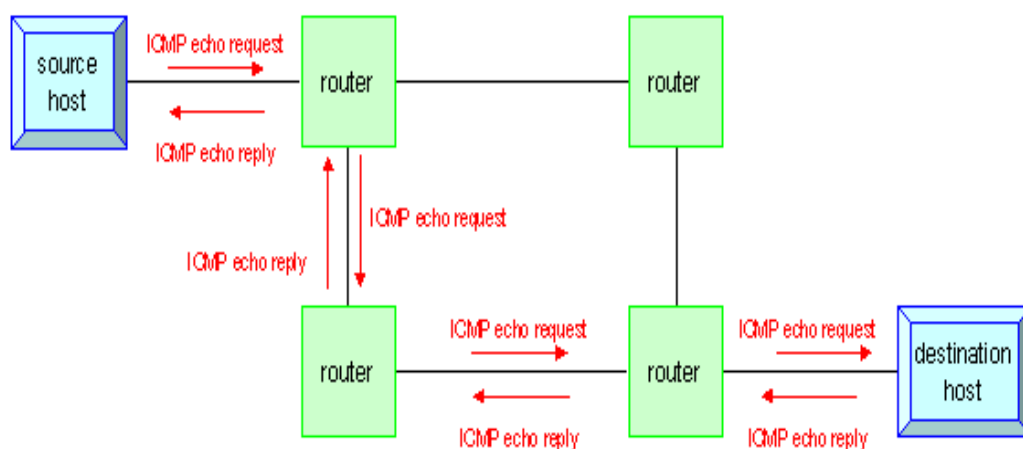 ICMP echo request
source
host
router
router
ICMP echo reply
ICMP echo request
ICMP echo reply
ICMP echo request
ICMP echo request
router
router
destination
host
ICMP echo reply
ICMP echo reply